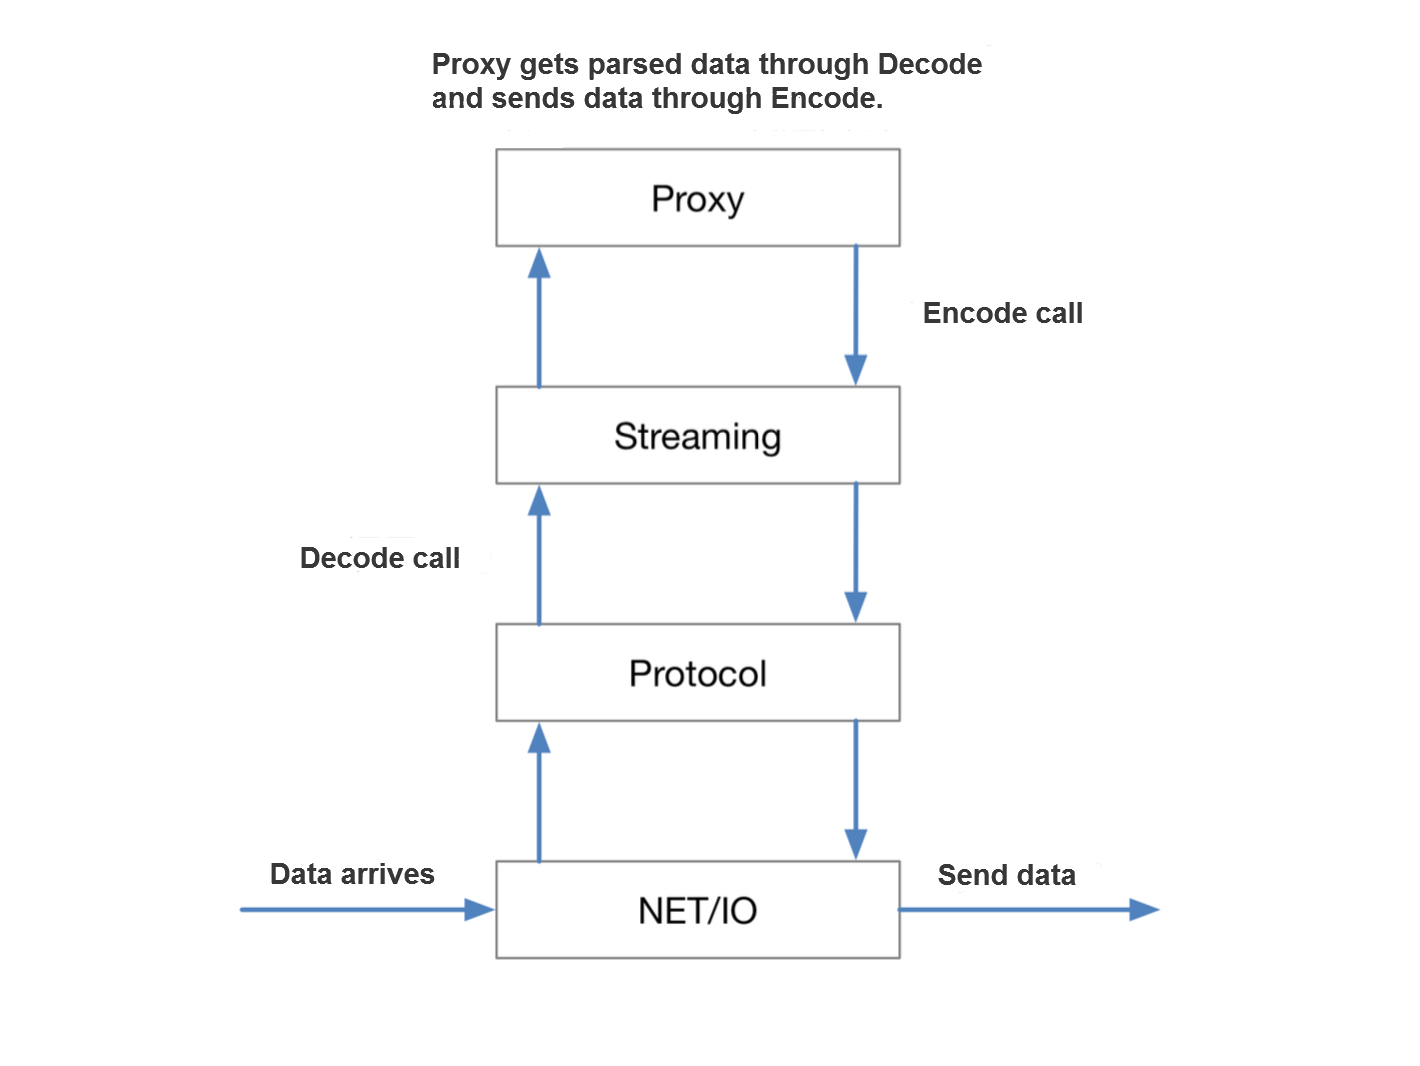 Proxy gets parsed data through Decode
and sends data through Encode.
Proxy
Encode call
Streaming
Decode call
Protocol
Data arrives
NET/IO
Send data